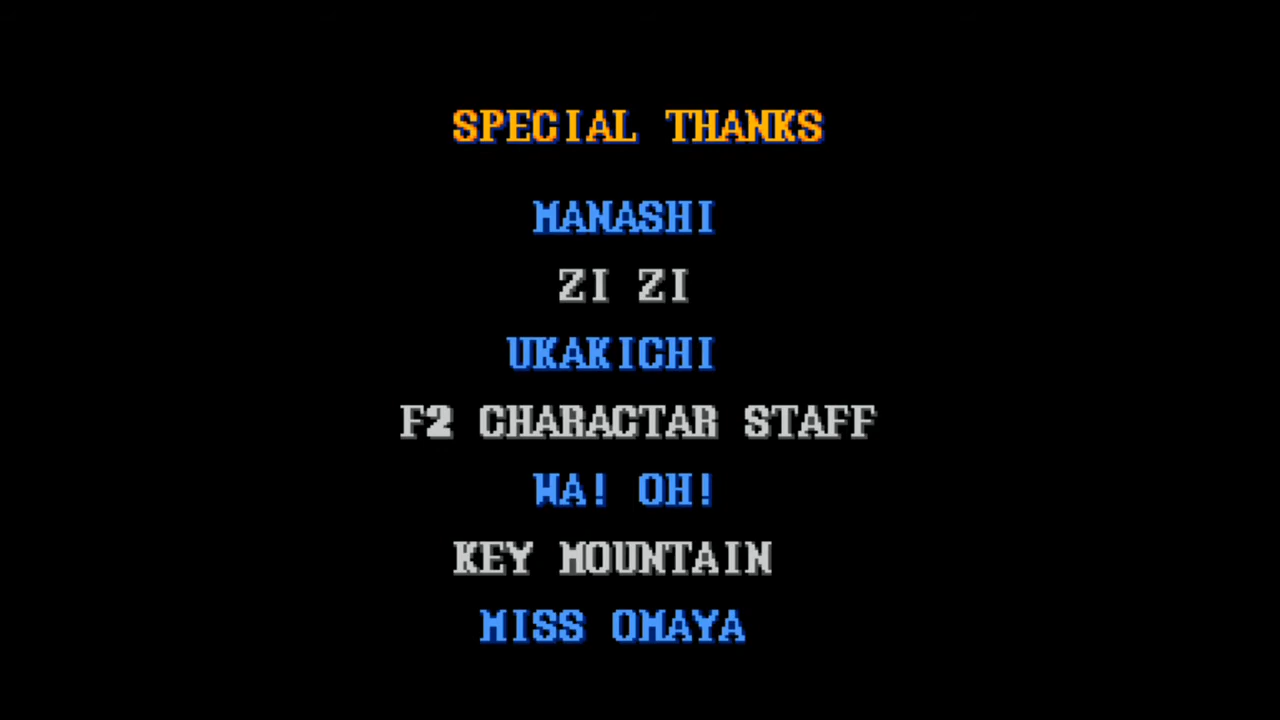 SPECIAL THANKS
MANASHI
ZI ZI
UKAKICHI
F2 CHARACTAR STAFF
WA! OH!
KEY MOUNTAIN
MISS OMAYA